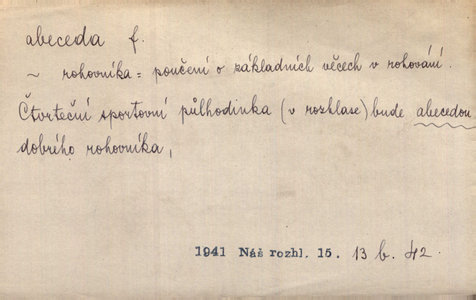 abeceda f.
~ rohovníka = poučení o základních věcech v rohování.
Čtvrteční sportovní půlhodinka (v rozhlase) bude abecedou
dobrého rohovníka,
1941 Náš rozhl. 15. 13 b. 42.